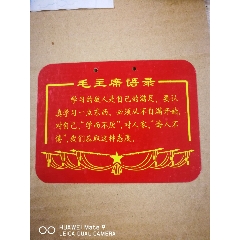 毛主席语录
学习的敌人是自己的满足，要认
真学习一点东西，必须从不自满开始。
对自己，“学而不厌”，对人家，“诲人不
倦”，我们应取这种态度。
HUAWEI Mate 9
LEICA DUAL CAMERA